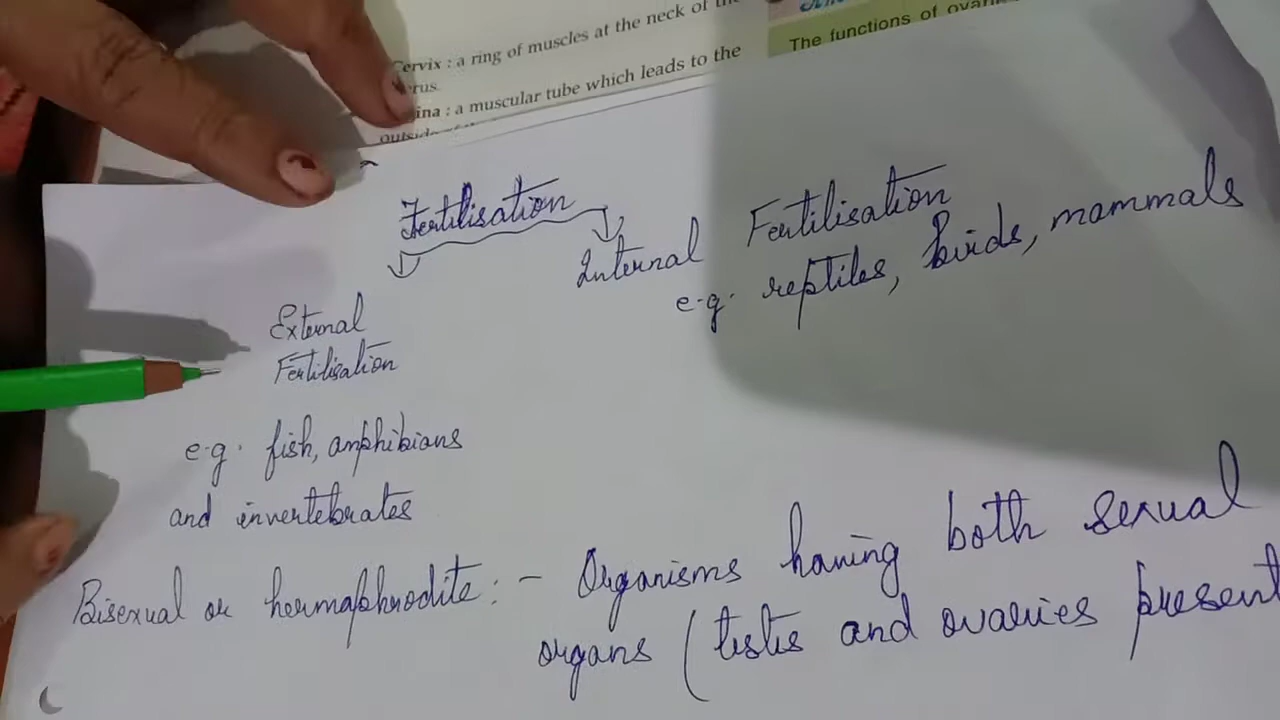 Cervix : a ring of muscles at the neck of the
The functions of
: a muscular tube which leads to the
Fertilisation
Internal Fertilisation
e.g. reptiles, birds, mammals
External
Fertilisation
e.g. fish, amphibians
and invertebrates
Bisexual or hermaphrodite :- Organisms having both sexual
organs (testis and ovaries present